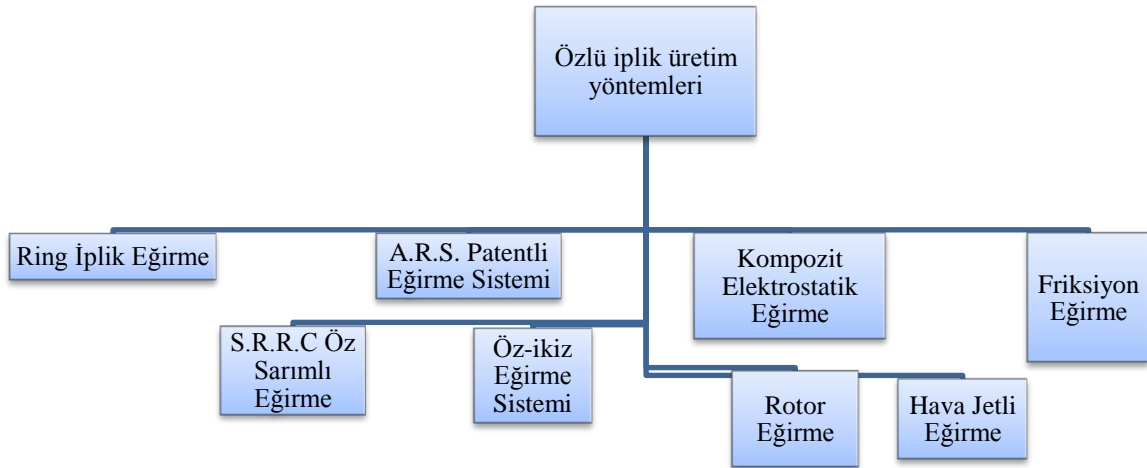 Özlü iplik üretim
yöntemleri
Ring İplik Eğirme
A.R.S. Patentli
Eğirme Sistemi
Kompozit
Elektrostatik
Eğirme
Friksiyon
Eğirme
S.R.R.C Öz
Sarımlı
Eğirme
Öz-ikiz
Eğirme
Sistemi
Rotor
Eğirme
Hava Jetli
Eğirme